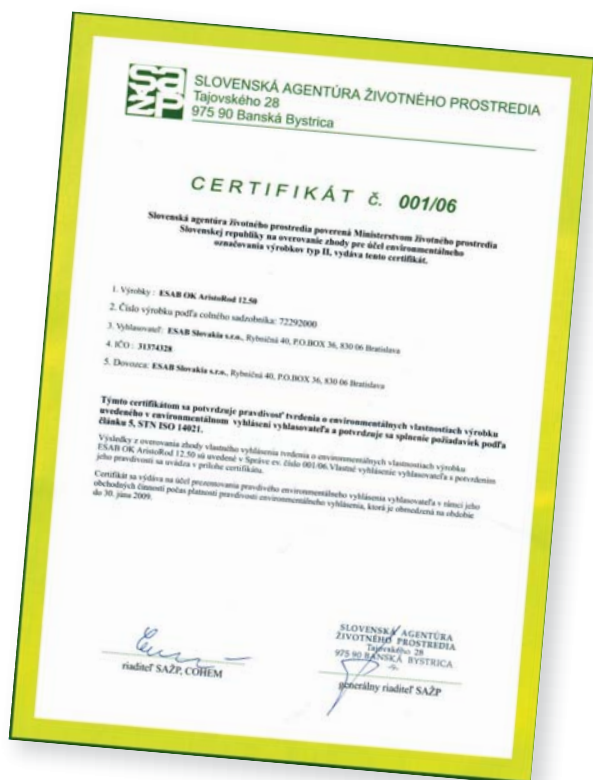 SLOVENSKÁ AGENTÚRA ŽIVOTNÉHO PROSTREDIA
Tajovského 28
975 90 Banská Bystrica
CERTIFIKÁT č. 001/06
Slovenská agentúra životného prostredia poverená Ministerstvom životného prostredia
Slovenskej republiky na overovanie zhody pre účel environmentálneho
označovania výrobkov typ II, vydáva tento certifikát.
1. Výrobky : ESAB OK AristoRod 12.50
2. Číslo výrobku podľa colného sadzobníka: 72292000
3. Vyhlasovateľ: ESAB Slovakia s.r.o., Rybničná 40, P.O.BOX 36, 830 06 Bratislava
4. IČO : 31374328
5. Dovozca: ESAB Slovakia s.r.o., Rybničná 40, P.O.BOX 36, 830 06 Bratislava
Týmto certifikátom sa potvrdzuje pravdivosť tvrdenia o environmentálnych vlastnostiach výrobku
uvedeného v environmentálnom vyhlásení vyhlasovateľa a potvrdzuje sa splnenie požiadaviek podľa
článku 5, STN ISO 14021.
Výsledky z overovania zhody vlastného vyhlásenia tvrdenia o environmentálnych vlastnostiach výrobku
ESAB OK AristoRod 12.50 sú uvedené v Správe ev. číslo 001/06. Vlastné vyhlásenie vyhlasovateľa s potvrdením
jeho pravdivosti sa uvádza v prílohe certifikátu.
Certifikát sa vydáva na účel prezentovania pravdivého environmentálneho vyhlásenia vyhlasovateľa v rámci jeho
obchodných činností počas platnosti pravdivosti environmentálneho vyhlásenia, ktorá je obmedzená na obdobie
do 30. júna 2009.
SLOVENSKÁ AGENTÚRA
ŽIVOTNÉHO PROSTREDIA
Tajovského 28
975 90 BANSKÁ BYSTRICA
riaditeľ SAŽP, COHEM
generálny riaditeľ SAŽP